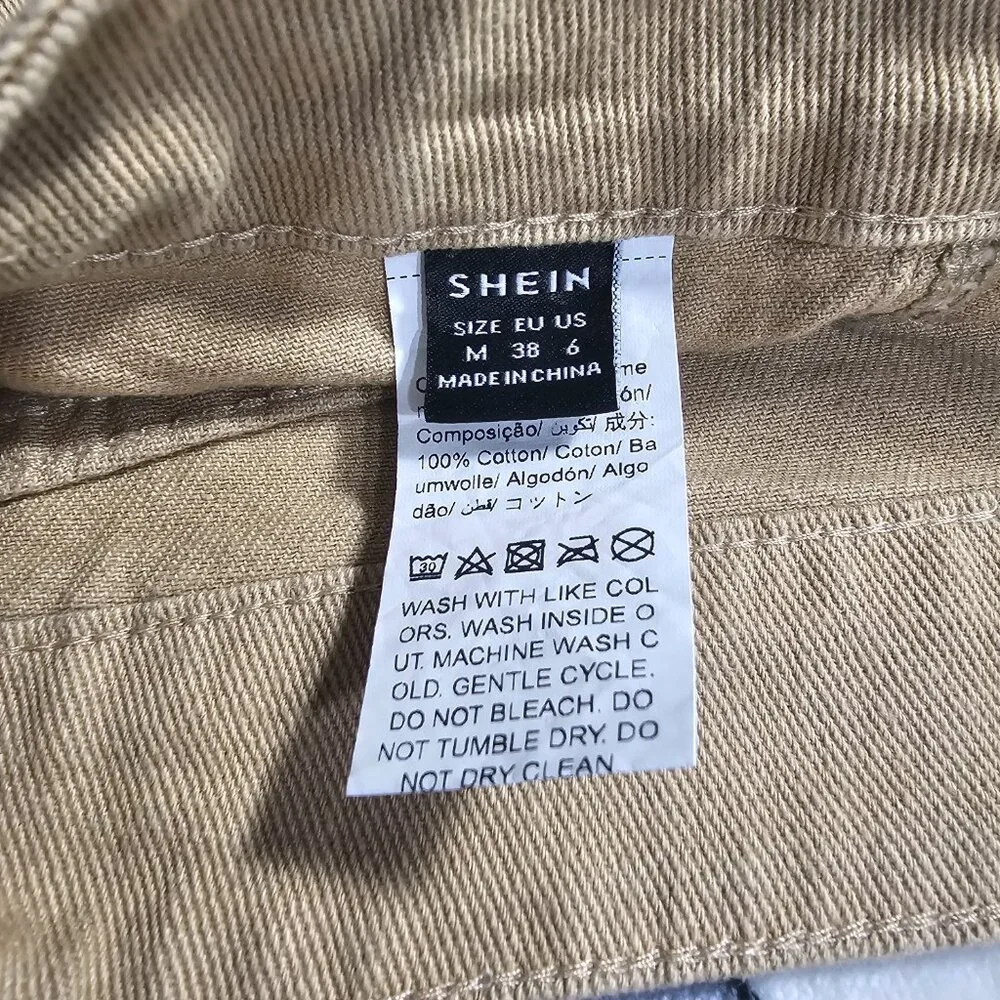 SHEIN
SIZE EU US
M 38 6
MADE IN CHINA
ón/
Composição/ تكوين/ 成分:
100% Cotton/ Coton/ Ba
umwolle/ Algodón/ Algo
dão/ قطن/ コットン
30
WASH WITH LIKE COL
ORS. WASH INSIDE O
UT. MACHINE WASH C
OLD. GENTLE CYCLE.
DO NOT BLEACH. DO
NOT TUMBLE DRY. DO
NOT DRY CLEAN